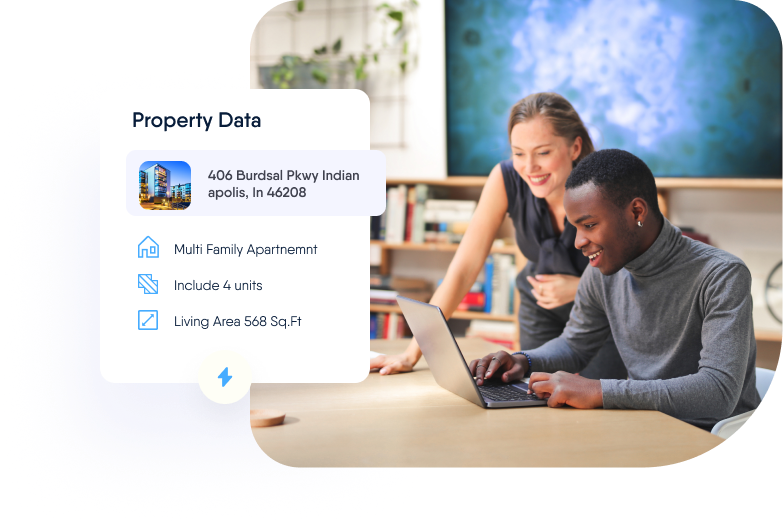 Property Data
406 Burdsal Pkwy Indian
apolis, In 46208
Multi Family Apartnemnt
Include 4 units
Living Area 568 Sq.Ft